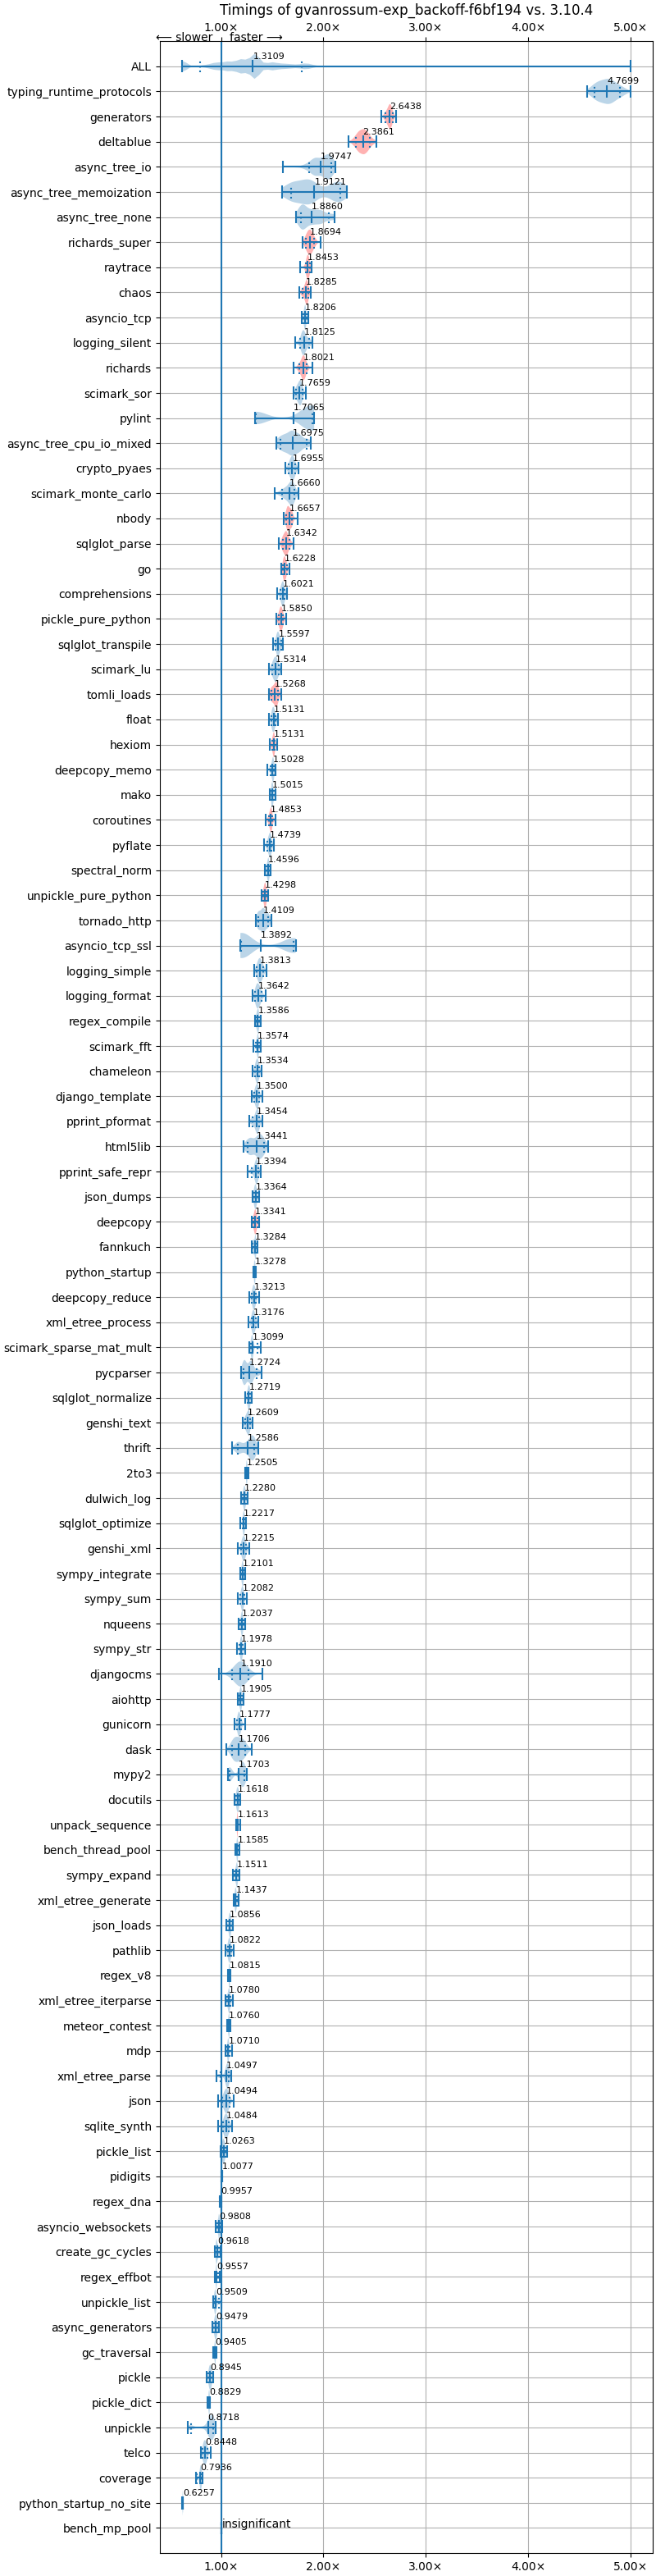 Timings of gvanrossum-exp_backoff-f6bf194 vs. 3.10.4
1.00× 2.00× 3.00× 4.00× 5.00×
⟵ slower faster ⟶
ALL 1.3109
typing_runtime_protocols 4.7699
generators 2.6438
deltablue 2.3861
async_tree_io 1.9747
async_tree_memoization 1.9121
async_tree_none 1.8860
richards_super 1.8694
raytrace 1.8453
chaos 1.8285
asyncio_tcp 1.8206
logging_silent 1.8125
richards 1.8021
scimark_sor 1.7659
pylint 1.7065
async_tree_cpu_io_mixed 1.6975
crypto_pyaes 1.6955
scimark_monte_carlo 1.6660
nbody 1.6657
sqlglot_parse 1.6342
go 1.6228
comprehensions 1.6021
pickle_pure_python 1.5850
sqlglot_transpile 1.5597
scimark_lu 1.5314
tomli_loads 1.5268
float 1.5131
hexiom 1.5131
deepcopy_memo 1.5028
mako 1.5015
coroutines 1.4853
pyflate 1.4739
spectral_norm 1.4596
unpickle_pure_python 1.4298
tornado_http 1.4109
asyncio_tcp_ssl 1.3892
logging_simple 1.3813
logging_format 1.3642
regex_compile 1.3586
scimark_fft 1.3574
chameleon 1.3534
django_template 1.3500
pprint_pformat 1.3454
html5lib 1.3441
pprint_safe_repr 1.3394
json_dumps 1.3364
deepcopy 1.3341
fannkuch 1.3284
python_startup 1.3278
deepcopy_reduce 1.3213
xml_etree_process 1.3176
scimark_sparse_mat_mult 1.3099
pycparser 1.2724
sqlglot_normalize 1.2719
genshi_text 1.2609
thrift 1.2586
2to3 1.2505
dulwich_log 1.2280
sqlglot_optimize 1.2217
genshi_xml 1.2215
sympy_integrate 1.2101
sympy_sum 1.2082
nqueens 1.2037
sympy_str 1.1978
djangocms 1.1910
aiohttp 1.1905
gunicorn 1.1777
dask 1.1706
mypy2 1.1703
docutils 1.1618
unpack_sequence 1.1613
bench_thread_pool 1.1585
sympy_expand 1.1511
xml_etree_generate 1.1437
json_loads 1.0856
pathlib 1.0822
regex_v8 1.0815
xml_etree_iterparse 1.0780
meteor_contest 1.0760
mdp 1.0710
xml_etree_parse 1.0497
json 1.0494
sqlite_synth 1.0484
pickle_list 1.0263
pidigits 1.0077
regex_dna 0.9957
asyncio_websockets 0.9808
create_gc_cycles 0.9618
regex_effbot 0.9557
unpickle_list 0.9509
async_generators 0.9479
gc_traversal 0.9405
pickle 0.8945
pickle_dict 0.8829
unpickle 0.8718
telco 0.8448
coverage 0.7936
python_startup_no_site 0.6257
bench_mp_pool insignificant
1.00× 2.00× 3.00× 4.00× 5.00×